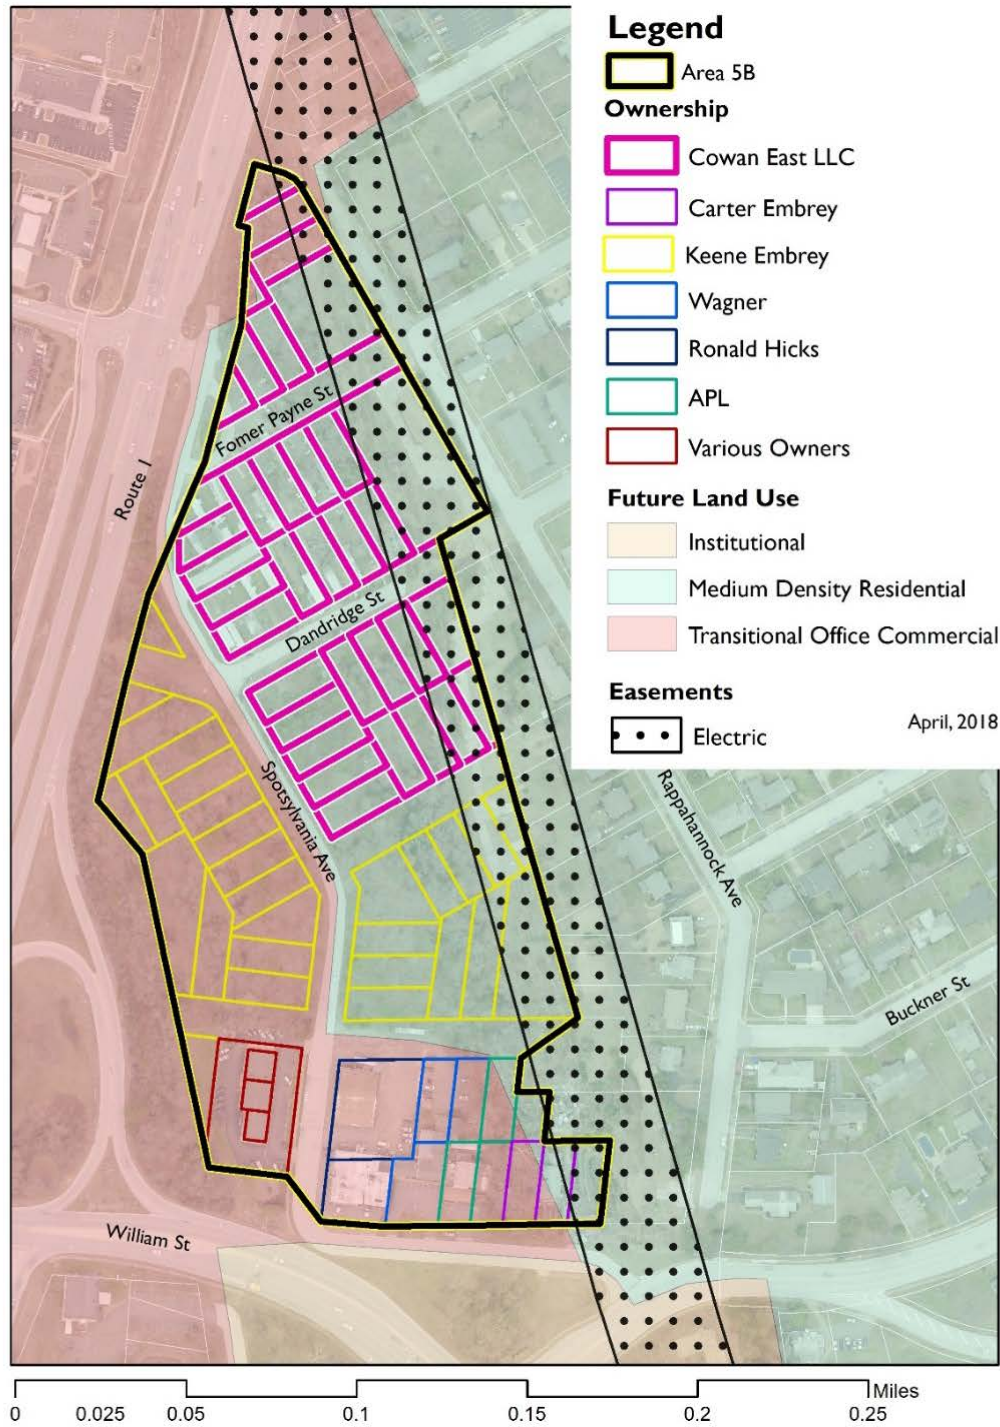 Legend
Area 5B
Ownership
Cowan East LLC
Carter Embrey
Keene Embrey
Wagner
Ronald Hicks
APL
Various Owners
Future Land Use
Institutional
Medium Density Residential
Transitional Office Commercial
Easements
April, 2018
Electric
Fomer Payne St
Route 1
Dandridge St
Spotsylvania Ave
Rappahannock Ave
Buckner St
William St
Miles
0 0.025 0.05 0.1 0.15 0.2 0.25